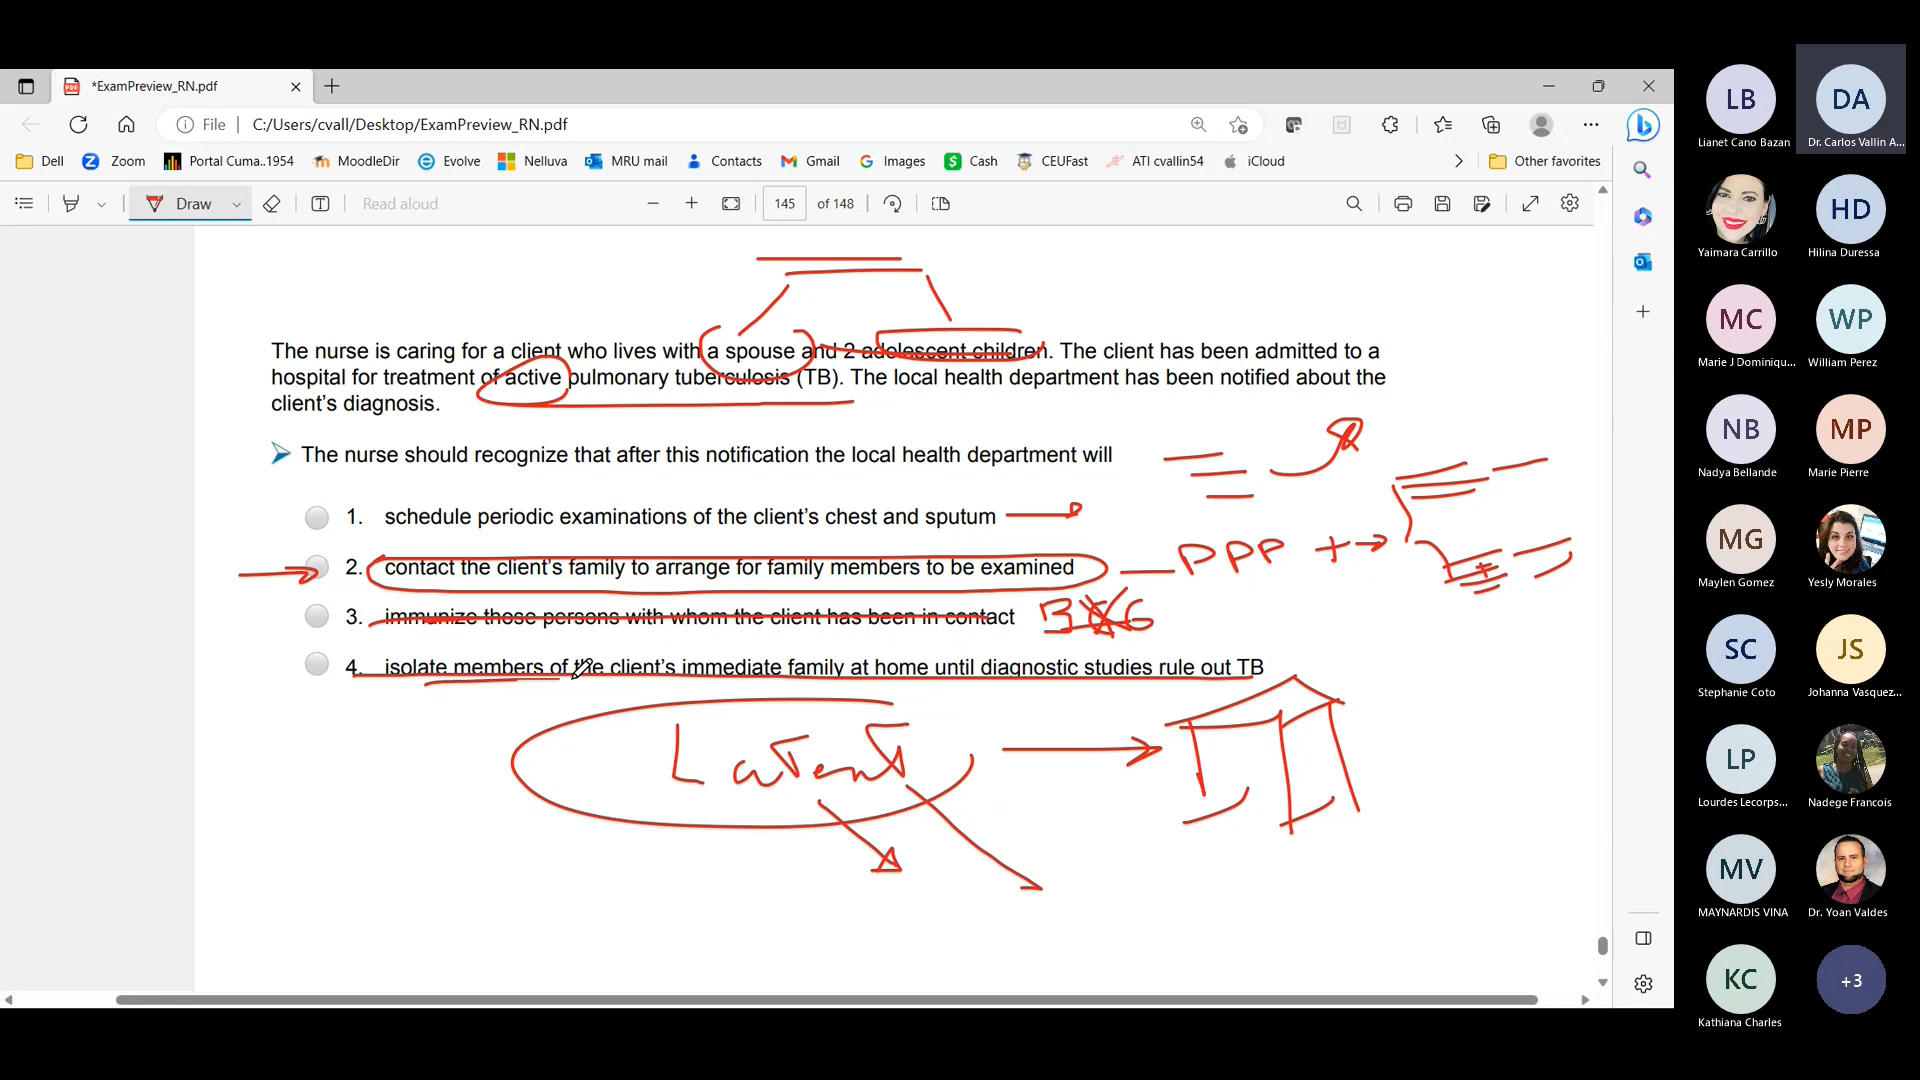 *ExamPreview_RN.pdf
File
C:/Users/cvall/Desktop/ExamPreview_RN.pdf
Dell Zoom Portal Cuma..1954 MoodleDir Evolve Nelluva MRU mail Contacts Gmail Images Cash CEUFast ATI cvallin54 iCloud Other favorites
Draw Read aloud 145 of 148
The nurse is caring for a client who lives with a spouse and 2 adolescent children. The client has been admitted to a
hospital for treatment of active pulmonary tuberculosis (TB). The local health department has been notified about the
client's diagnosis.
The nurse should recognize that after this notification the local health department will
1. schedule periodic examinations of the client's chest and sputum
2. contact the client's family to arrange for family members to be examined
PPP +
3. immunize those persons with whom the client has been in contact
4. isolate members of the client's immediate family at home until diagnostic studies rule out TB
Latent
LB
Lianet Cano Bazan
DA
Dr. Carlos Vallin A...
Yaimara Carrillo
HD
Hilina Duressa
MC
Marie J Dominiqu...
WP
William Perez
NB
Nadya Bellande
MP
Marie Pierre
MG
Maylen Gomez
Yesly Morales
SC
Stephanie Coto
JS
Johanna Vasquez...
LP
Lourdes Lecorps...
Nadege Francois
MV
MAYNARDIS VINA
Dr. Yoan Valdes
KC
Kathiana Charles
+3